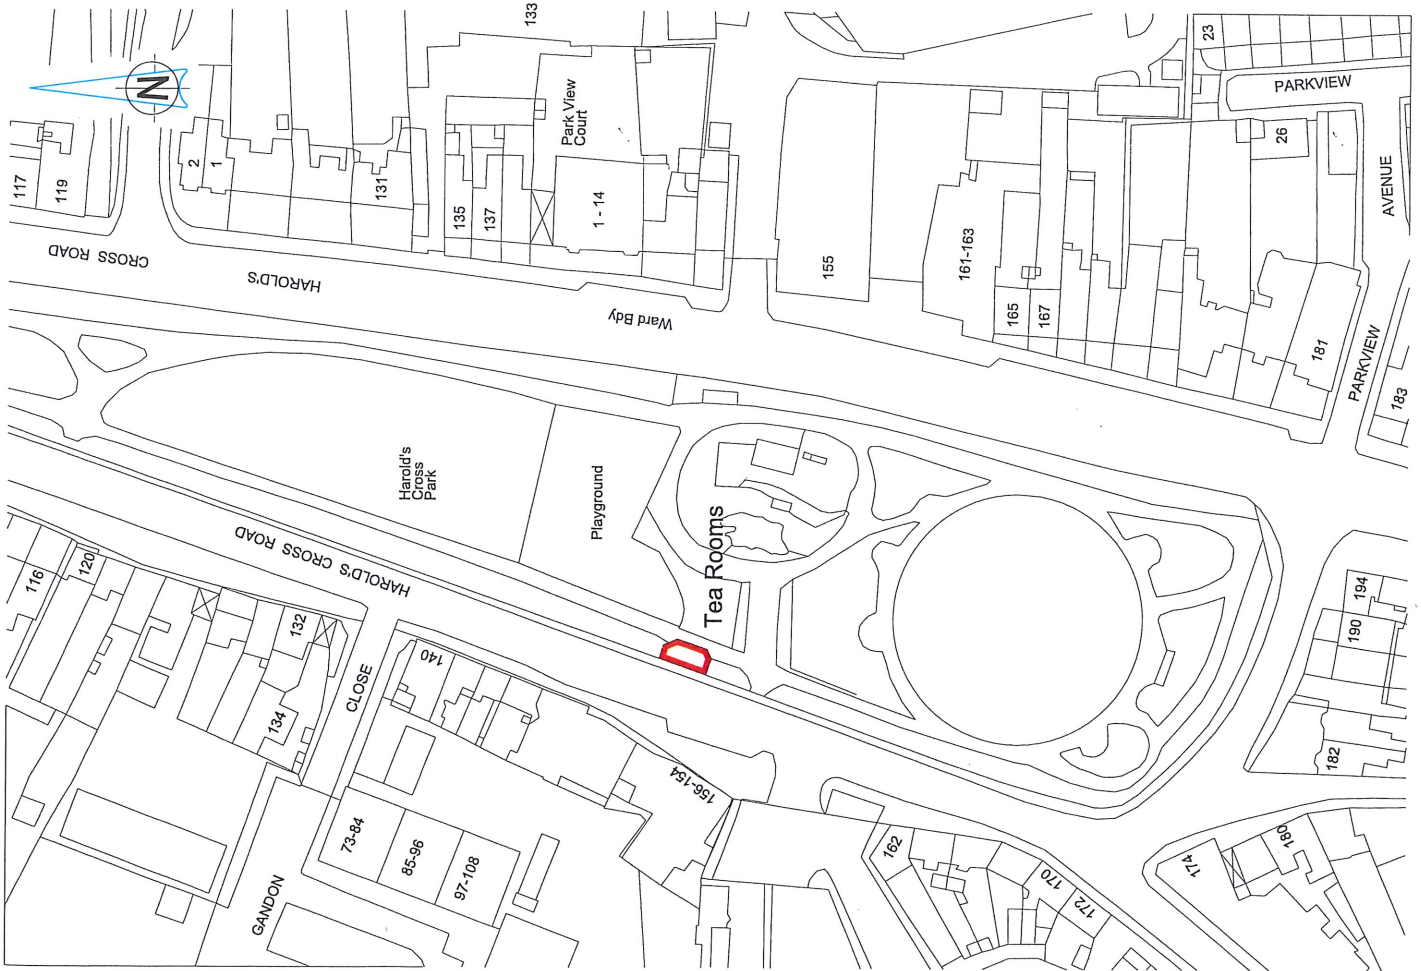 133
23
PARKVIEW
N
Park View
Court
26
117
119
2
1
131
135
137
1 - 14
AVENUE
155
161-163
165
167
CROSS ROAD
HAROLD'S
Ward Bdy
181
PARKVIEW
183
Harold's
Cross
Park
Playground
Tea Rooms
HAROLD'S CROSS ROAD
116
120
132
134
CLOSE
140
156-154
194
190
182
73-84
85-96
97-108
GANDON
162
170
172
174
180